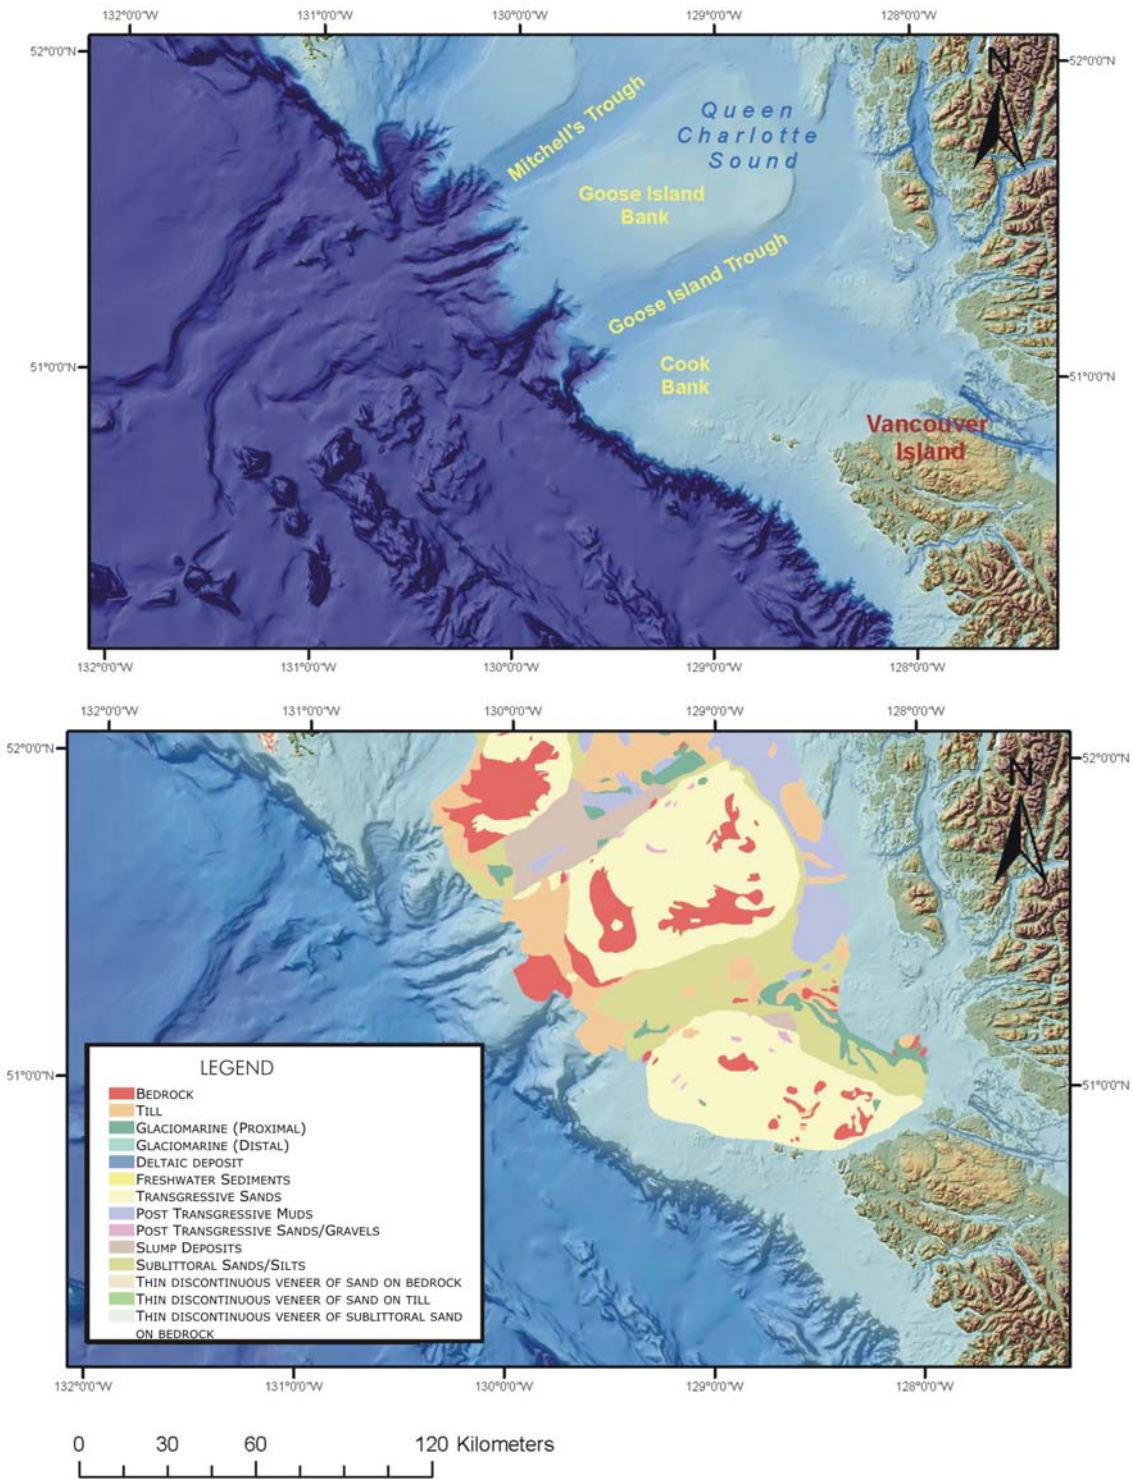 132°0'0"W 131°0'0"W 130°0'0"W 129°0'0"W 128°0'0"W
52°0'0"N
52°0'0"N
N
Mitchell's Trough
Queen
Charlotte
Sound
Goose Island
Bank
Goose Island Trough
51°0'0"N
51°0'0"N
Cook
Bank
Vancouver
Island
132°0'0"W 131°0'0"W 130°0'0"W 129°0'0"W 128°0'0"W
132°0'0"W 131°0'0"W 130°0'0"W 129°0'0"W 128°0'0"W
52°0'0"N
52°0'0"N
N
51°0'0"N
51°0'0"N
LEGEND
BEDROCK
TILL
GLACIOMARINE (PROXIMAL)
GLACIOMARINE (DISTAL)
DELTAIC DEPOSIT
FRESHWATER SEDIMENTS
TRANSGRESSIVE SANDS
POST TRANSGRESSIVE MUDS
POST TRANSGRESSIVE SANDS/GRAVELS
SLUMP DEPOSITS
SUBLITTORAL SANDS/SILTS
THIN DISCONTINUOUS VENEER OF SAND ON BEDROCK
THIN DISCONTINUOUS VENEER OF SAND ON TILL
THIN DISCONTINUOUS VENEER OF SUBLITTORAL SAND
ON BEDROCK
132°0'0"W 131°0'0"W 130°0'0"W 129°0'0"W 128°0'0"W
0 30 60 120 Kilometers